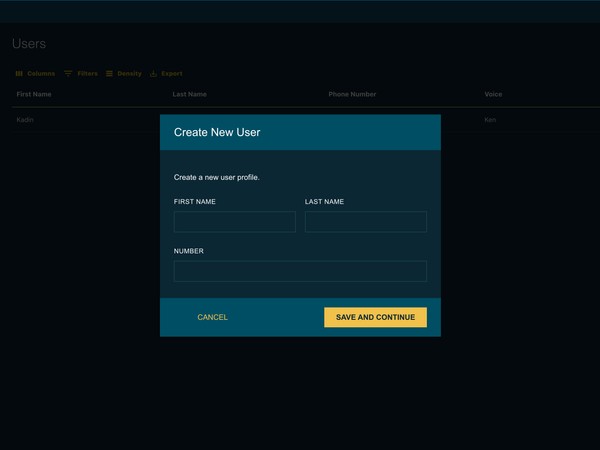 Users
Columns Filters Density Export
First Name Last Name Phone Number Voice
Kadin Ken
Create New User
Create a new user profile.
FIRST NAME LAST NAME
NUMBER
CANCEL SAVE AND CONTINUE